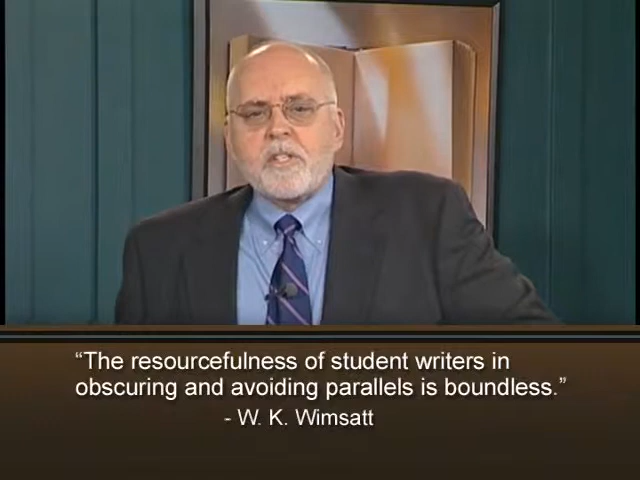 “The resourcefulness of student writers in
obscuring and avoiding parallels is boundless.”
- W. K. Wimsatt